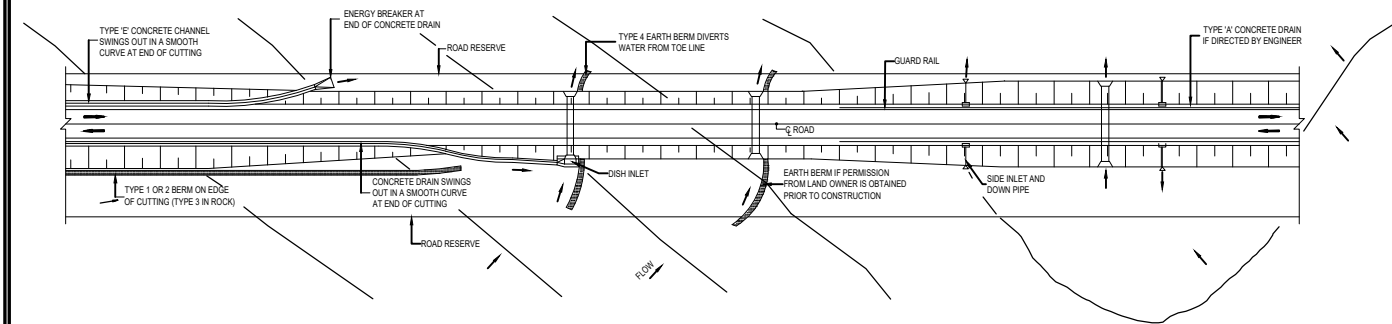 TYPE 'E' CONCRETE CHANNEL
SWINGS OUT IN A SMOOTH
CURVE AT END OF CUTTING
ENERGY BREAKER AT
END OF CONCRETE DRAIN
ROAD RESERVE
TYPE 4 EARTH BERM DIVERTS
WATER FROM TOE LINE
GUARD RAIL
TYPE 'A' CONCRETE DRAIN
IF DIRECTED BY ENGINEER
℄ ROAD
TYPE 1 OR 2 BERM ON EDGE
OF CUTTING (TYPE 3 IN ROCK)
CONCRETE DRAIN SWINGS
OUT IN A SMOOTH CURVE
AT END OF CUTTING
DISH INLET
EARTH BERM IF PERMISSION
FROM LAND OWNER IS OBTAINED
PRIOR TO CONSTRUCTION
SIDE INLET AND
DOWN PIPE
ROAD RESERVE
FLOW